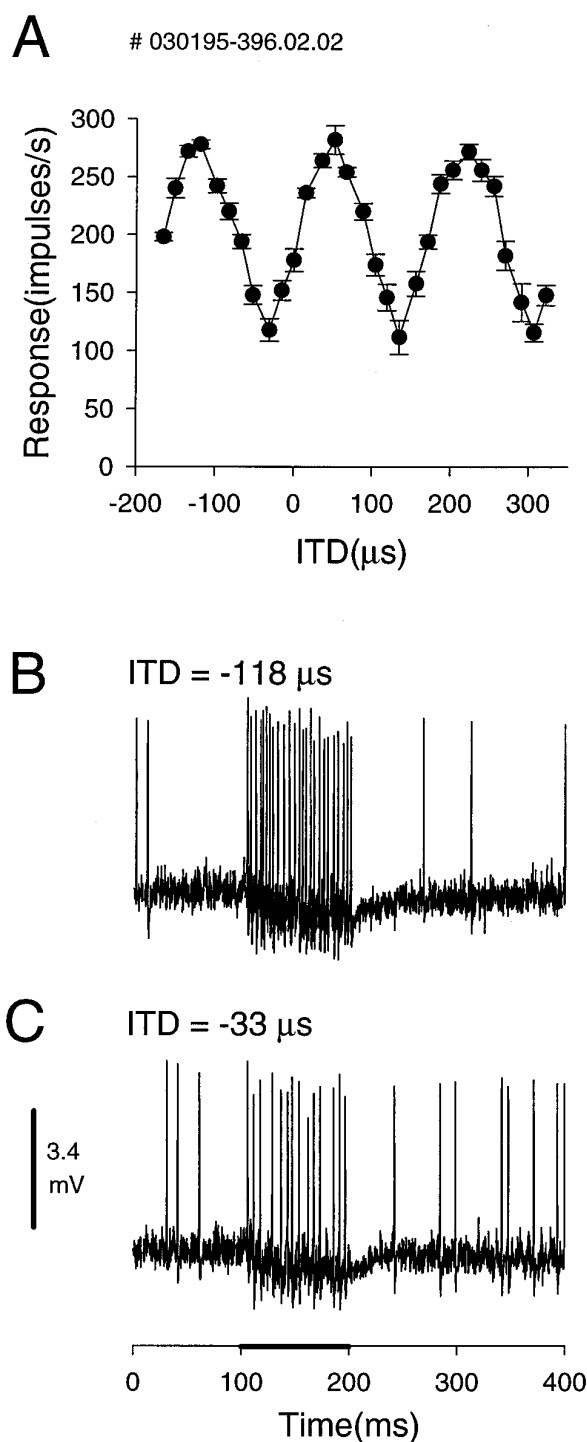 A
# 030195-396.02.02
Response(impulses/s)
300
250
200
150
100
50
0
-200 -100 0 100 200 300
ITD(μs)
B
ITD = -118 μs
C
ITD = -33 μs
3.4
mV
0 100 200 300 400
Time(ms)